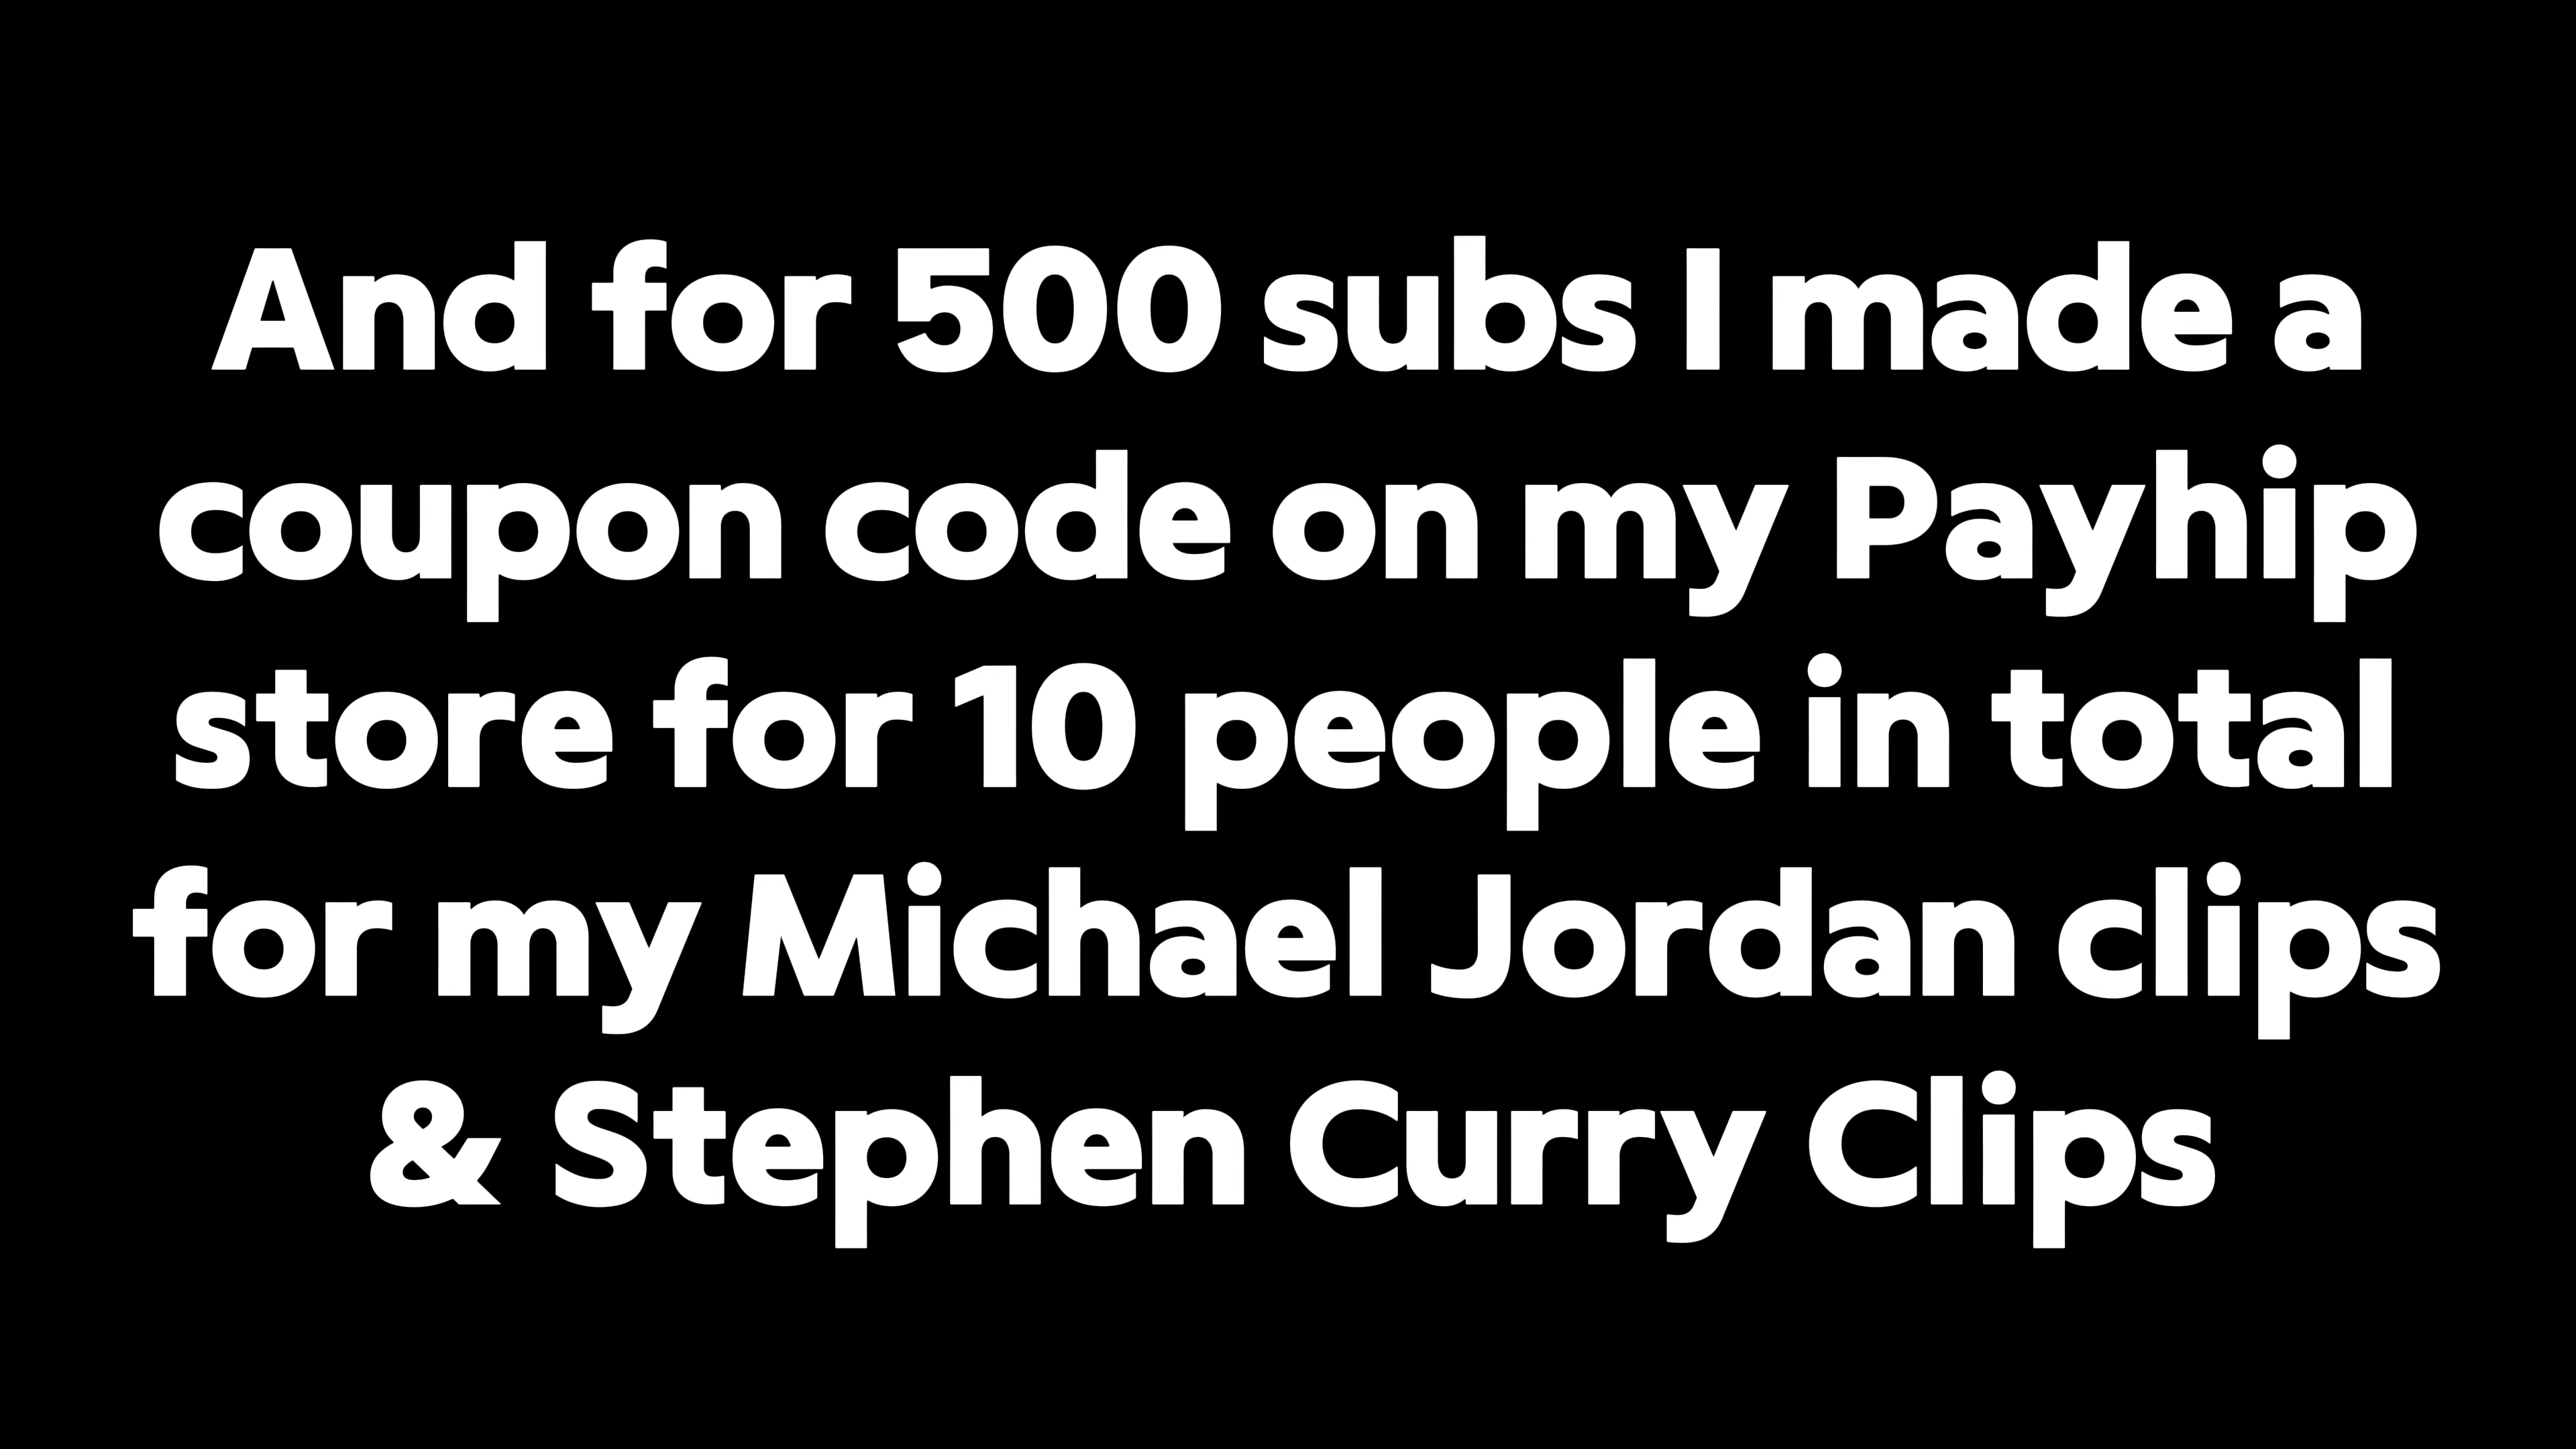 And for 500 subs I made a
coupon code on my Payhip
store for 10 people in total
for my Michael Jordan clips
& Stephen Curry Clips